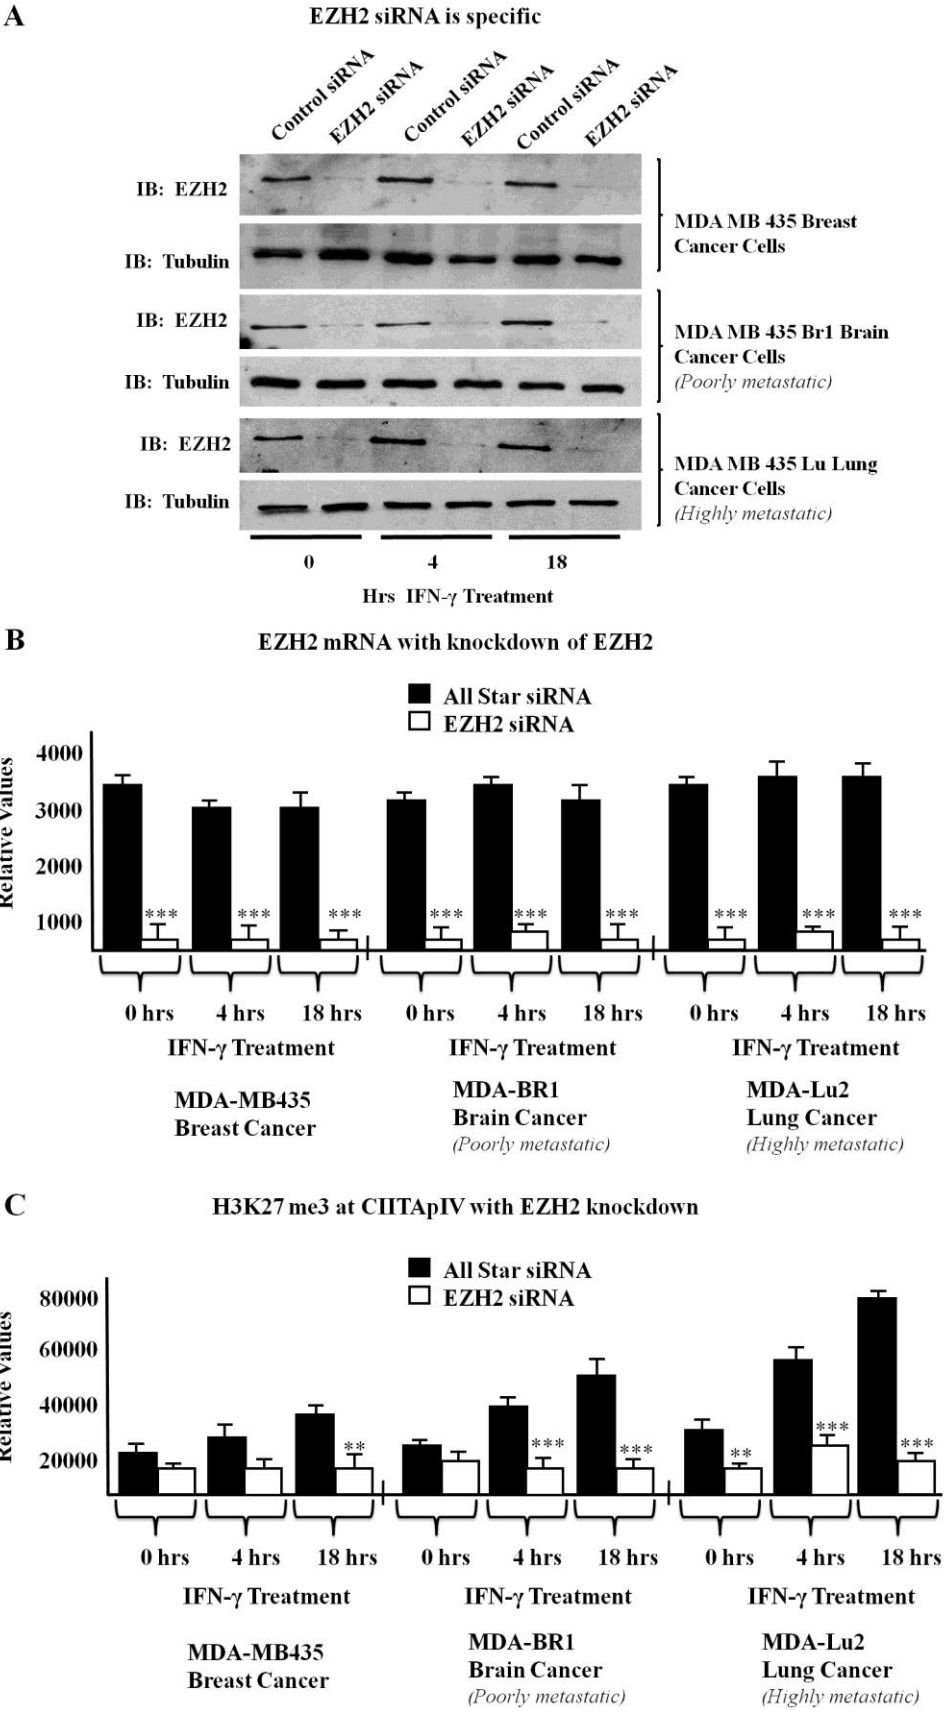 A
EZH2 siRNA is specific
Control siRNA
EZH2 siRNA
Control siRNA
EZH2 siRNA
Control siRNA
EZH2 siRNA
IB: EZH2
IB: Tubulin
MDA MB 435 Breast
Cancer Cells
IB: EZH2
IB: Tubulin
MDA MB 435 Br1 Brain
Cancer Cells
(Poorly metastatic)
IB: EZH2
IB: Tubulin
MDA MB 435 Lu Lung
Cancer Cells
(Highly metastatic)
0 4 18
Hrs IFN-γ Treatment
B
EZH2 mRNA with knockdown of EZH2
All Star siRNA
EZH2 siRNA
Relative Values
4000
3000
2000
1000
*** *** *** *** *** *** *** *** ***
0 hrs 4 hrs 18 hrs 0 hrs 4 hrs 18 hrs 0 hrs 4 hrs 18 hrs
IFN-γ Treatment IFN-γ Treatment IFN-γ Treatment
MDA-MB435
Breast Cancer
MDA-BR1
Brain Cancer
(Poorly metastatic)
MDA-Lu2
Lung Cancer
(Highly metastatic)
C
H3K27 me3 at CIITApIV with EZH2 knockdown
All Star siRNA
EZH2 siRNA
Relative Values
80000
60000
40000
20000
** *** *** ** *** ***
0 hrs 4 hrs 18 hrs 0 hrs 4 hrs 18 hrs 0 hrs 4 hrs 18 hrs
IFN-γ Treatment IFN-γ Treatment IFN-γ Treatment
MDA-MB435
Breast Cancer
MDA-BR1
Brain Cancer
(Poorly metastatic)
MDA-Lu2
Lung Cancer
(Highly metastatic)